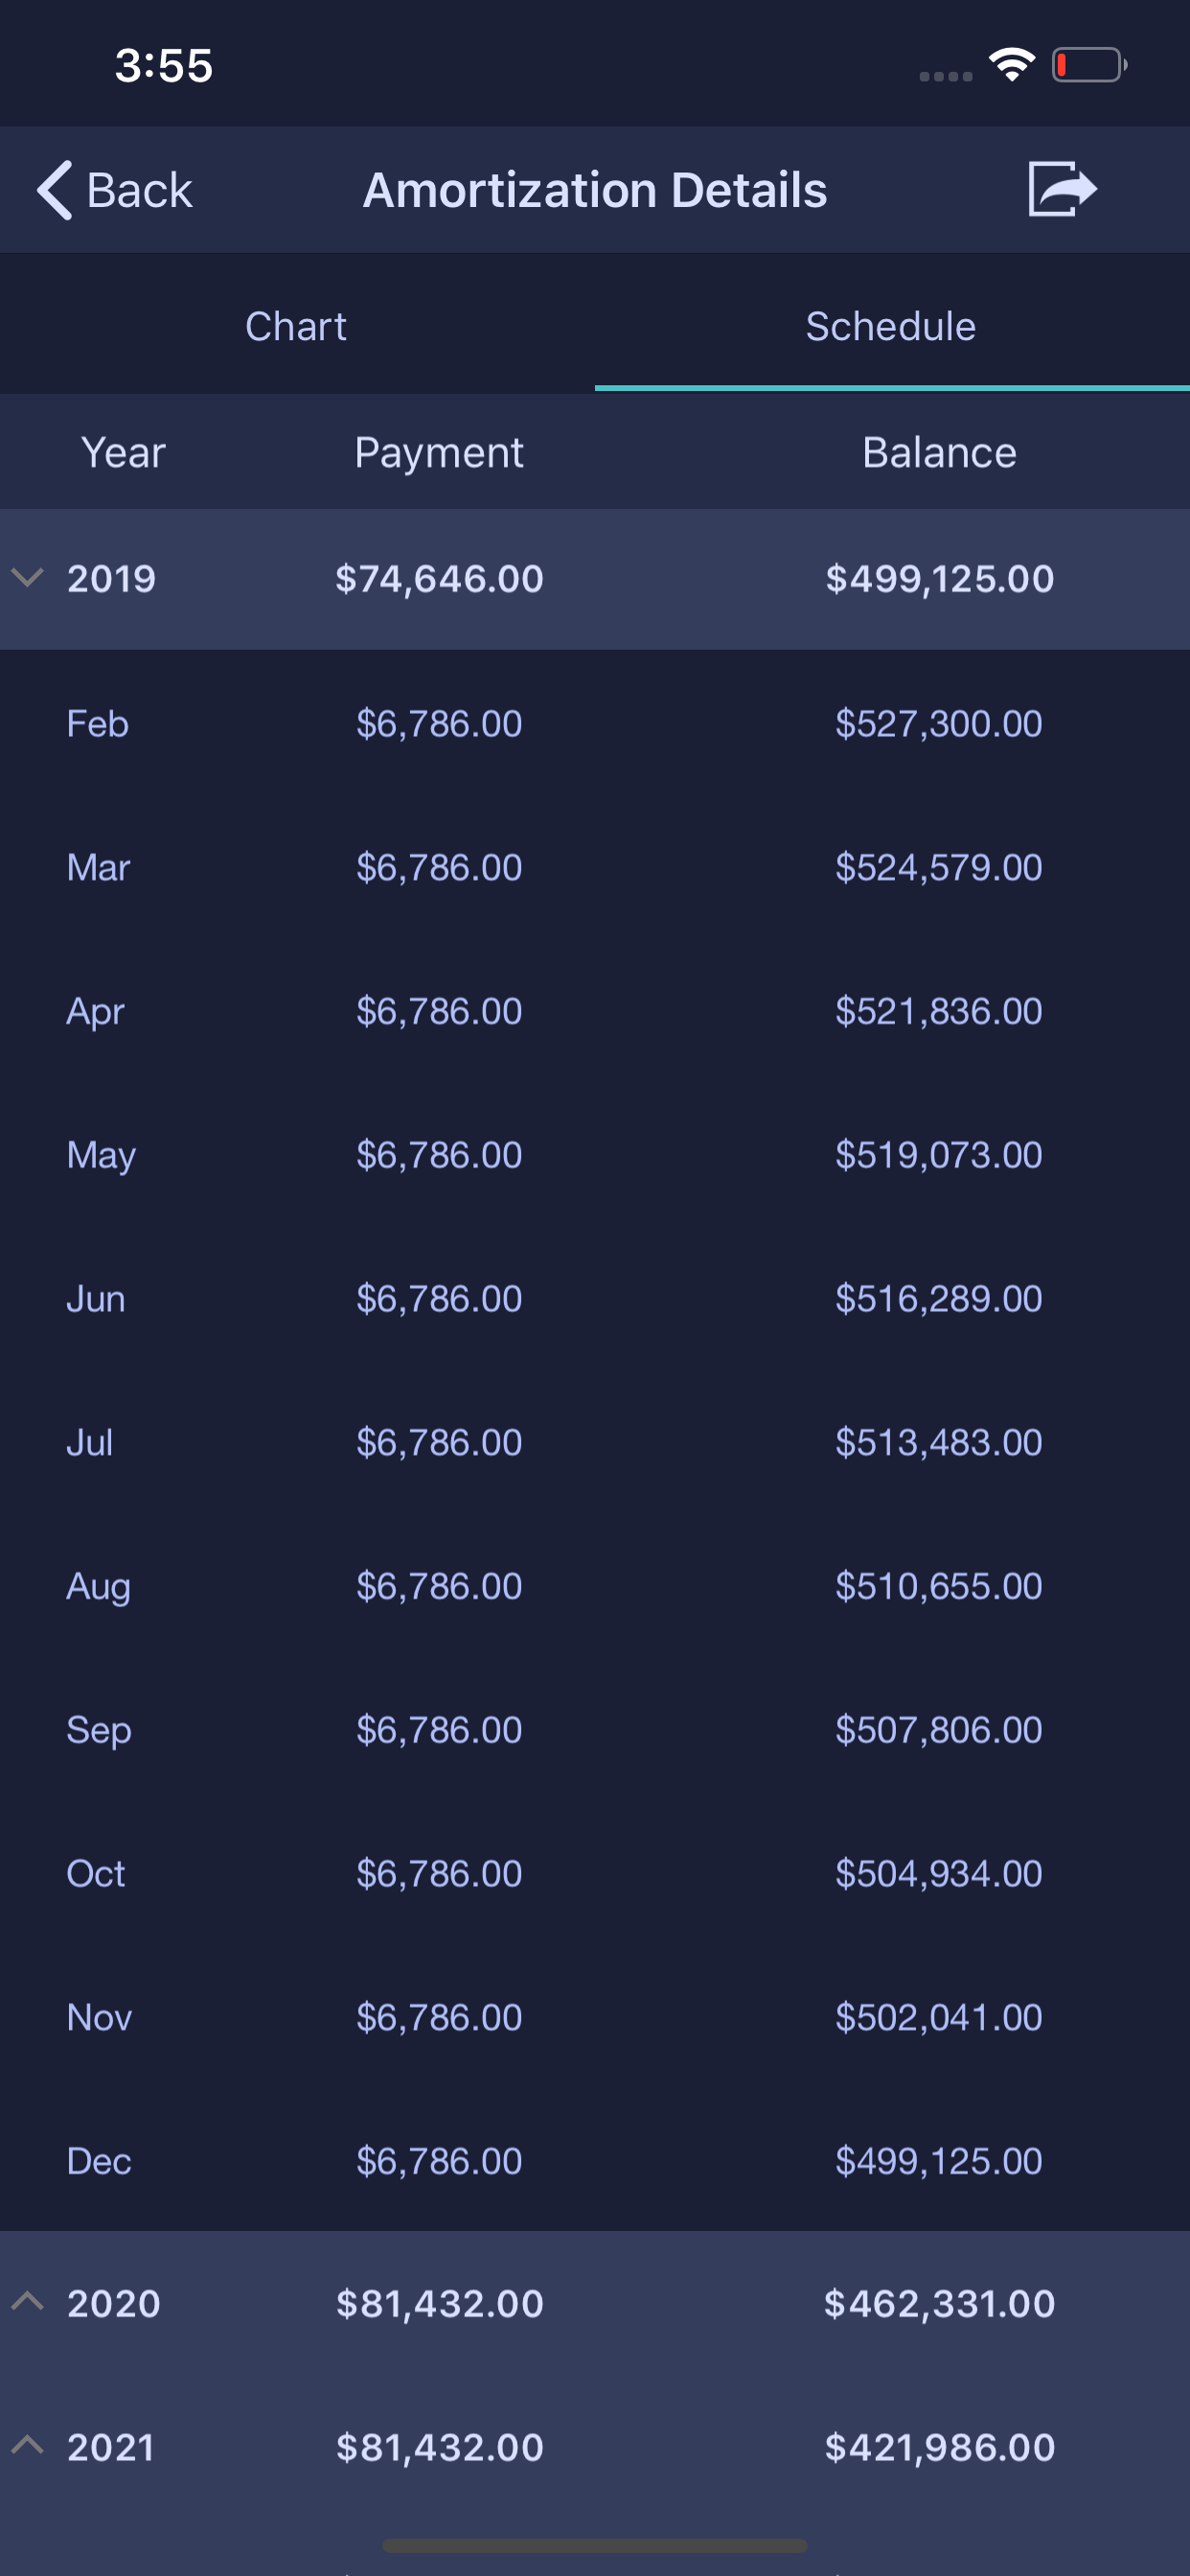 3:55
Back Amortization Details
Chart Schedule
Year Payment Balance
2019 $74,646.00 $499,125.00
Feb $6,786.00 $527,300.00
Mar $6,786.00 $524,579.00
Apr $6,786.00 $521,836.00
May $6,786.00 $519,073.00
Jun $6,786.00 $516,289.00
Jul $6,786.00 $513,483.00
Aug $6,786.00 $510,655.00
Sep $6,786.00 $507,806.00
Oct $6,786.00 $504,934.00
Nov $6,786.00 $502,041.00
Dec $6,786.00 $499,125.00
2020 $81,432.00 $462,331.00
2021 $81,432.00 $421,986.00